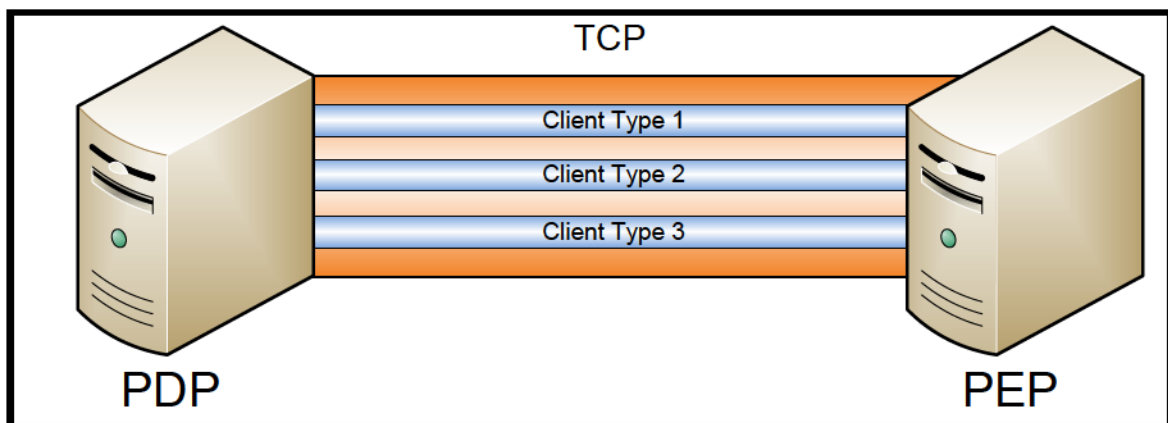 TCP
Client Type 1
Client Type 2
Client Type 3
PDP
PEP